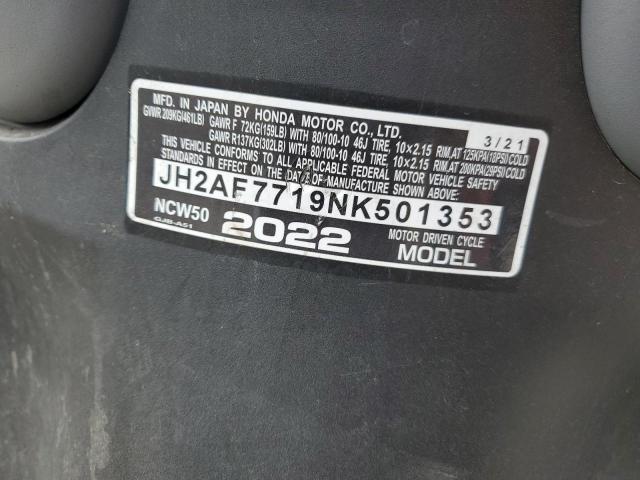 MFD. IN JAPAN BY HONDA MOTOR CO., LTD. 3/21
GVWR 209KG(461LB) GAWR F 72KG(159LB) WITH 80/100-10 46J TIRE, 10×2.15 RIM, AT 125KPA(18PSI) COLD
GAWR R137KG(302LB) WITH 80/100-10 46J TIRE, 10×2.15 RIM, AT 200KPA(29PSI) COLD
THIS VEHICLE CONFORMS TO ALL APPLICABLE FEDERAL MOTOR VEHICLE SAFETY
STANDARDS IN EFFECT ON THE DATE OF MANUFACTURE SHOWN ABOVE.
JH2AF7719NK501353
NCW50 2022 MOTOR DRIVEN CYCLE
GJB-A51 MODEL